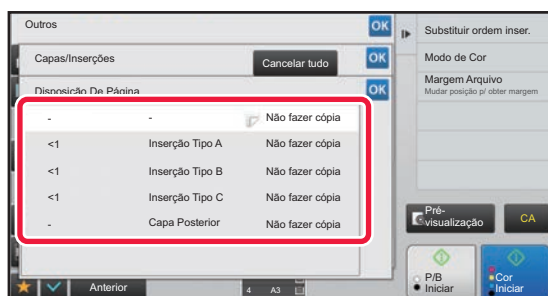 Outros
OK
Capas/Inserções
Cancelar tudo
OK
Disposição De Página
OK
- - Não fazer cópia
<1 Inserção Tipo A Não fazer cópia
<1 Inserção Tipo B Não fazer cópia
<1 Inserção Tipo C Não fazer cópia
- Capa Posterior Não fazer cópia
Anterior
4 A3
Substituir ordem inser.
Modo de Cor
Margem Arquivo
Mudar posição p/ obter margem
Pré-
visualização
CA
P/B
Iniciar
Cor
Iniciar